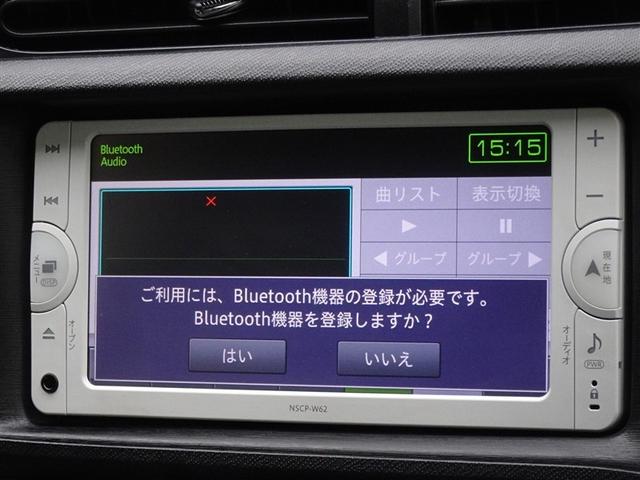 Bluetooth
Audio
15:15
曲リスト
表示切換
グループ
グループ
ご利用には、Bluetooth機器の登録が必要です。
Bluetooth機器を登録しますか？
はい
いいえ
メニュー
DISP
オープン
現在地
オーディオ
PWR
NSCP-W62